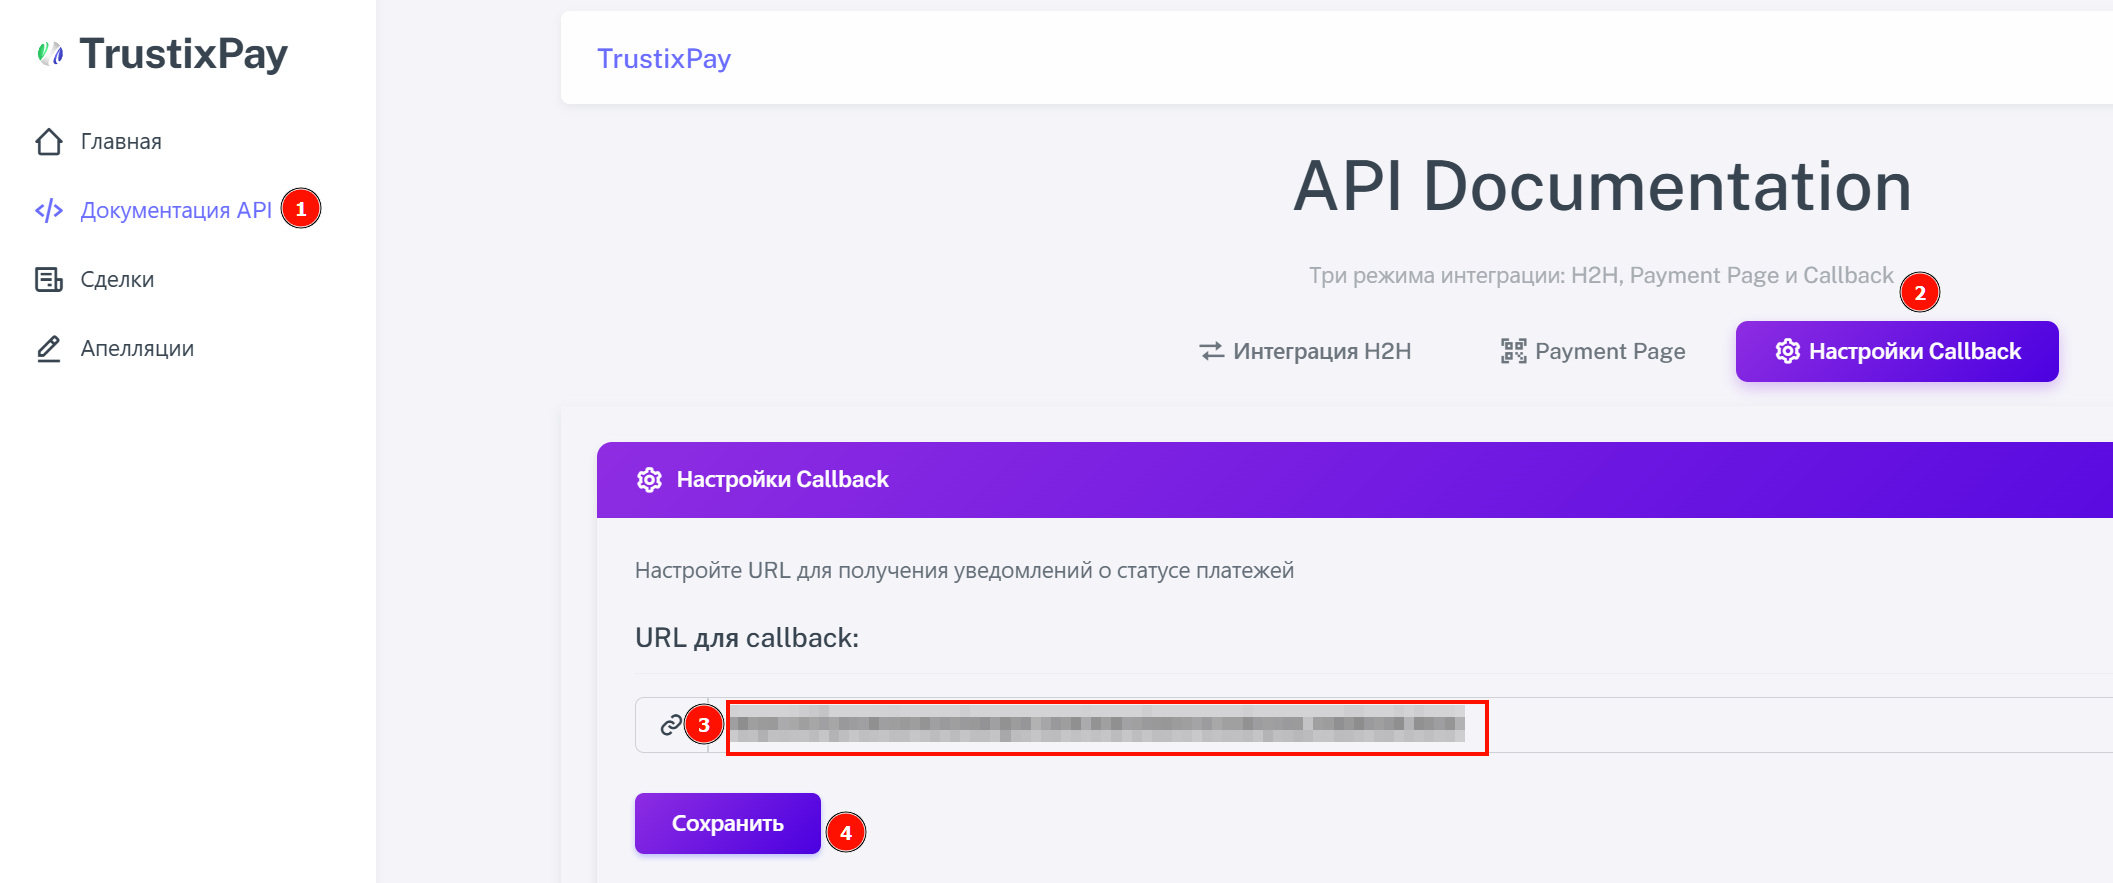 TrustixPay
Главная
Документация API
1
Сделки
Апелляции
TrustixPay
API Documentation
Три режима интеграции: H2H, Payment Page и Callback
2
Интеграция H2H
Payment Page
Настройки Callback
Настройки Callback
Настройте URL для получения уведомлений о статусе платежей
URL для callback:
3
Сохранить
4